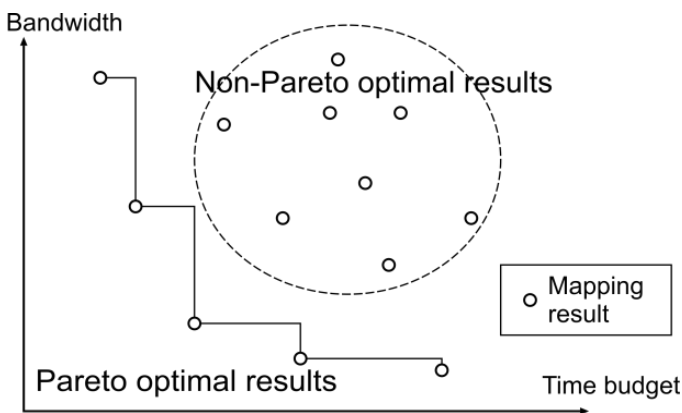 Bandwidth
Non-Pareto optimal results
Mapping
result
Pareto optimal results
Time budget